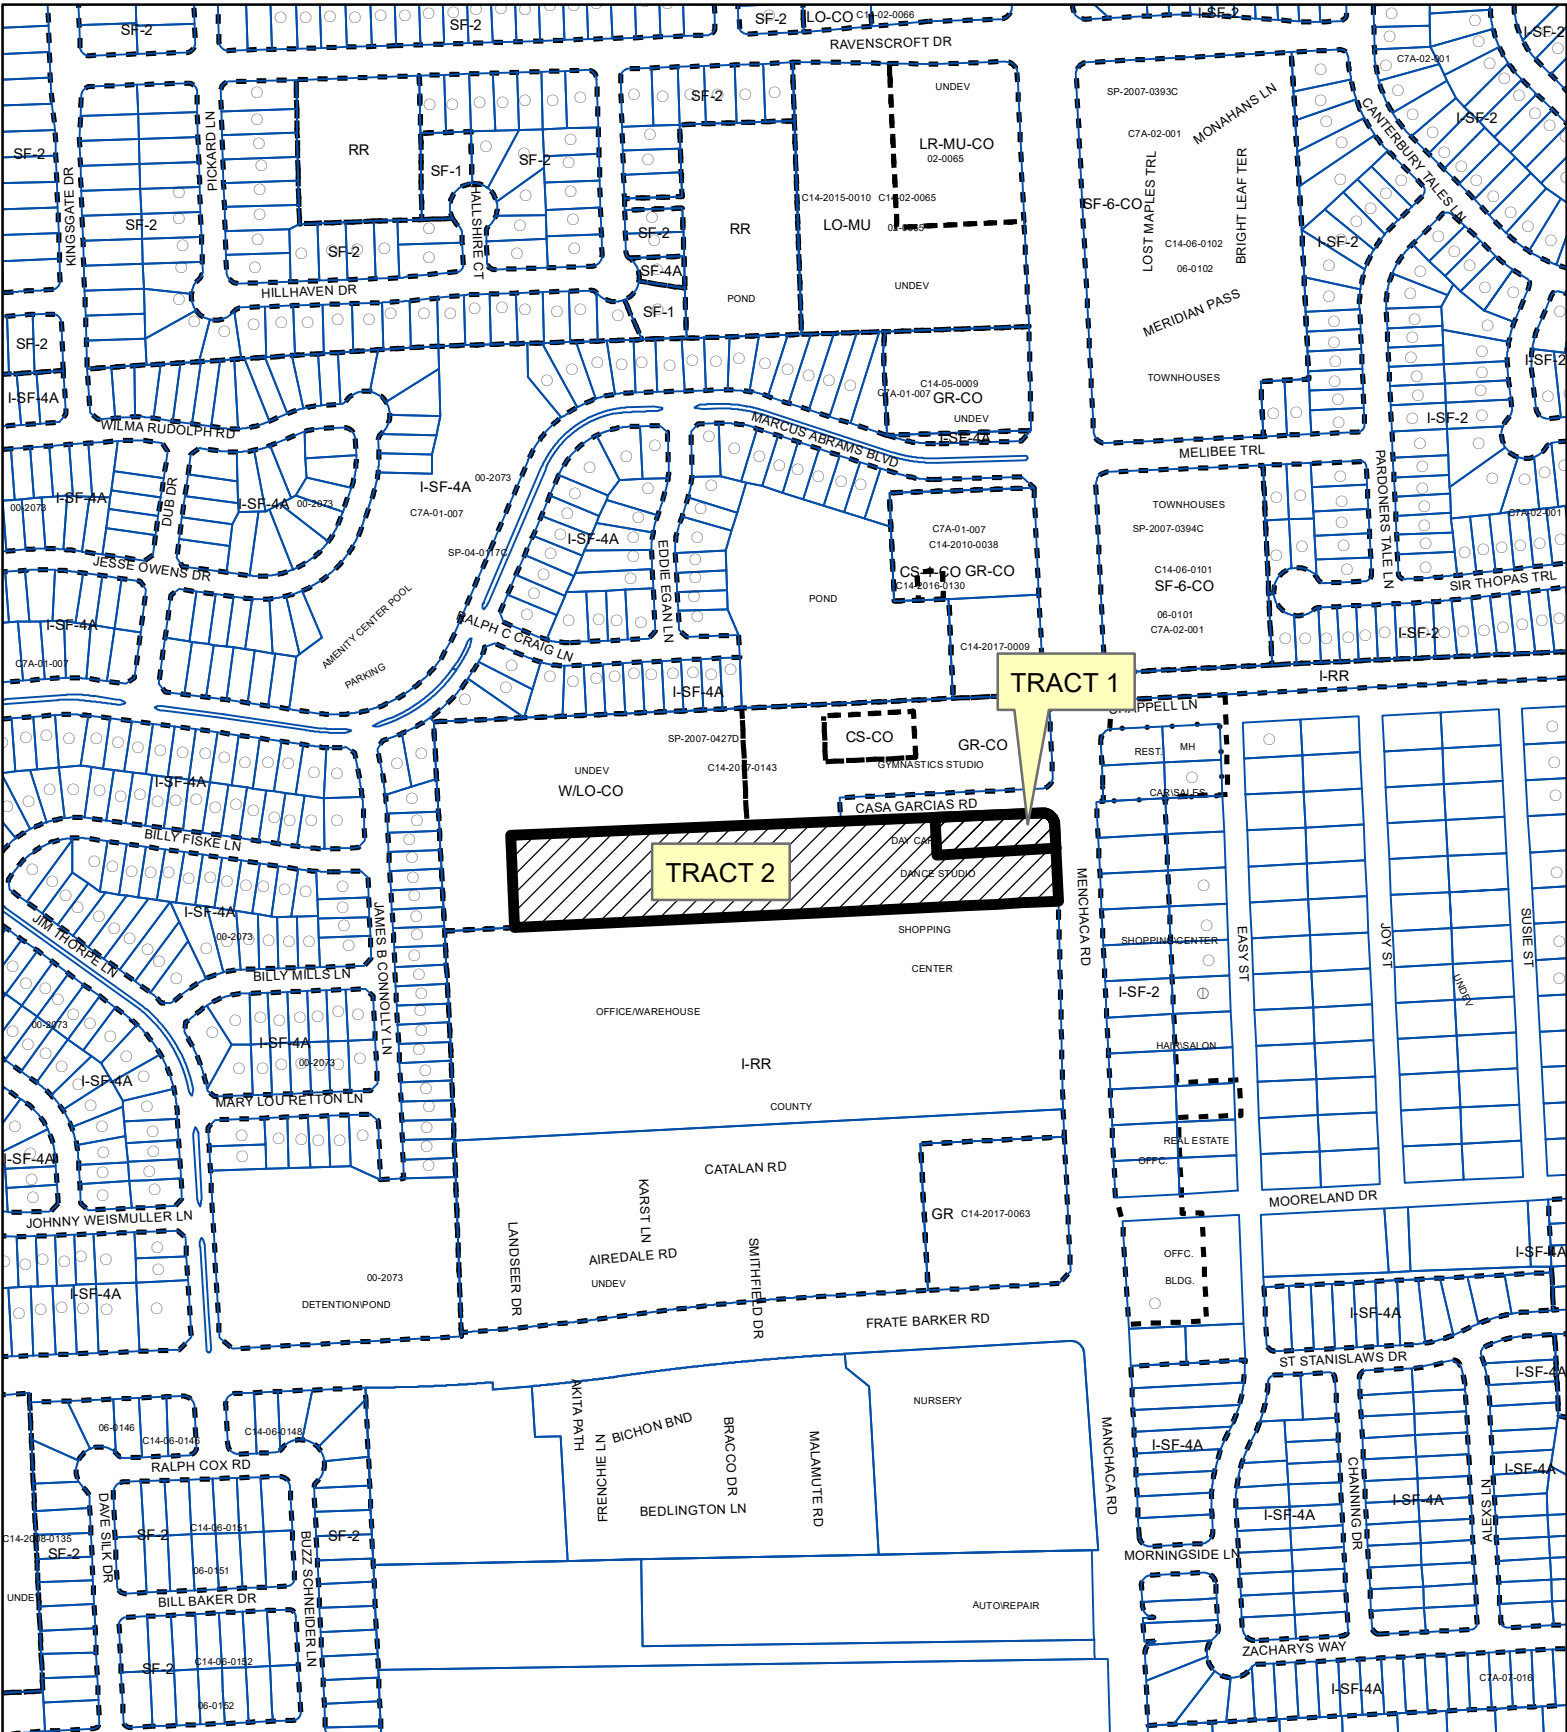 SF-2
SF-2
SF-2
LO-CO
C14-02-0066
I-SF-2
I-SF-2
RAVENSCROFT DR
C7A-02-001
UNDEV
SP-2007-0393C
MONAHANS LN
CANTERBURY TALES LN
I-SF-2
SF-2
PICKARD LN
RR
SF-1
SF-2
SF-2
LR-MU-CO
02-0065
C7A-02-001
KINGSGATE DR
SF-2
HALLSHIRE CT
SF-2
C14-2015-0010
C14-02-0065
LO-MU
RR
SF-6-CO
LOST MAPLES TRL
BRIGHT LEAF TER
C14-06-0102
06-0102
I-SF-2
SF-2
SF-4A
SF-1
HILLHAVEN DR
POND
UNDEV
MERIDIAN PASS
SF-2
I-SF-4A
C14-05-0009
C7A-01-007
GR-CO
UNDEV
I-SF-4A
TOWNHOUSES
I-SF-2
I-SF-2
WILMA RUDOLPH RD
MARCUS ABRAMS BLVD
MELIBEE TRL
PARDONERS TALE LN
I-SF-4A
00-2073
DUB DR
I-SF-4A
00-2073
I-SF-4A
00-2073
C7A-01-007
TOWNHOUSES
SP-2007-0394C
C7A-02-001
JESSE OWENS DR
SP-04-0117C
I-SF-4A
EDDIE EGAN LN
C7A-01-007
C14-2010-0038
GR-CO
C14-2016-0130
C14-06-0101
SF-6-CO
06-0101
C7A-02-001
SIR THOPAS TRL
I-SF-2
I-SF-4A
C7A-01-007
AMENITY CENTER POOL
PARKING
RALPH C CRAIG LN
POND
C14-2017-0009
I-SF-4A
TRACT 1
I-RR
CHAPPELL LN
SP-2007-0427D
C14-2017-0143
UNDEV
W/LO-CO
CS-CO
GR-CO
GYMNASTICS STUDIO
REST.
MH
CAR\SALES
I-SF-4A
CASA GARCIAS RD
BILLY FISKE LN
TRACT 2
DANCE STUDIO
MENCHACA RD
I-SF-4A
00-2073
JIM THORPE LN
BILLY MILLS LN
JAMES B CONNOLLY LN
SHOPPING
CENTER
SHOPPING\CENTER
EASY ST
JOY ST
SUSIE ST
UNDEV
I-SF-2
OFFICE/WAREHOUSE
00-2073
I-SF-4A
00-2073
I-SF-4A
HAIR\SALON
I-RR
COUNTY
MARY LOU RETTON LN
I-SF-4A
REAL ESTATE
OFFC.
CATALAN RD
KARST LN
GR
C14-2017-0063
MOORELAND DR
JOHNNY WEISMULLER LN
LANDSEER DR
AIREDALE RD
UNDEV
SMITHFIELD DR
OFFC.
BLDG.
I-SF-4A
I-SF-4A
00-2073
DETENTION\POND
FRATE BARKER RD
I-SF-4A
ST STANISLAWS DR
I-SF-4A
AKITA PATH
NURSERY
06-0146
C14-06-0146
C14-06-0148
FRENCHIE LN
BICHON BND
BRACCO DR
MALAMUTE RD
MANCHACA RD
I-SF-4A
RALPH COX RD
CHANNING DR
I-SF-4A
I-SF-4A
I-SF-4A
ALEXS LN
BEDLINGTON LN
C14-2008-0135
SF-2
DAVE SILK DR
SF-2
C14-06-0151
06-0151
BUZZ SCHNEIDER LN
SF-2
MORNINGSIDE LN
UNDEV
BILL BAKER DR
AUTO\REPAIR
SF-2
C14-06-0152
06-0152
ZACHARYS WAY
C7A-07-016
I-SF-4A